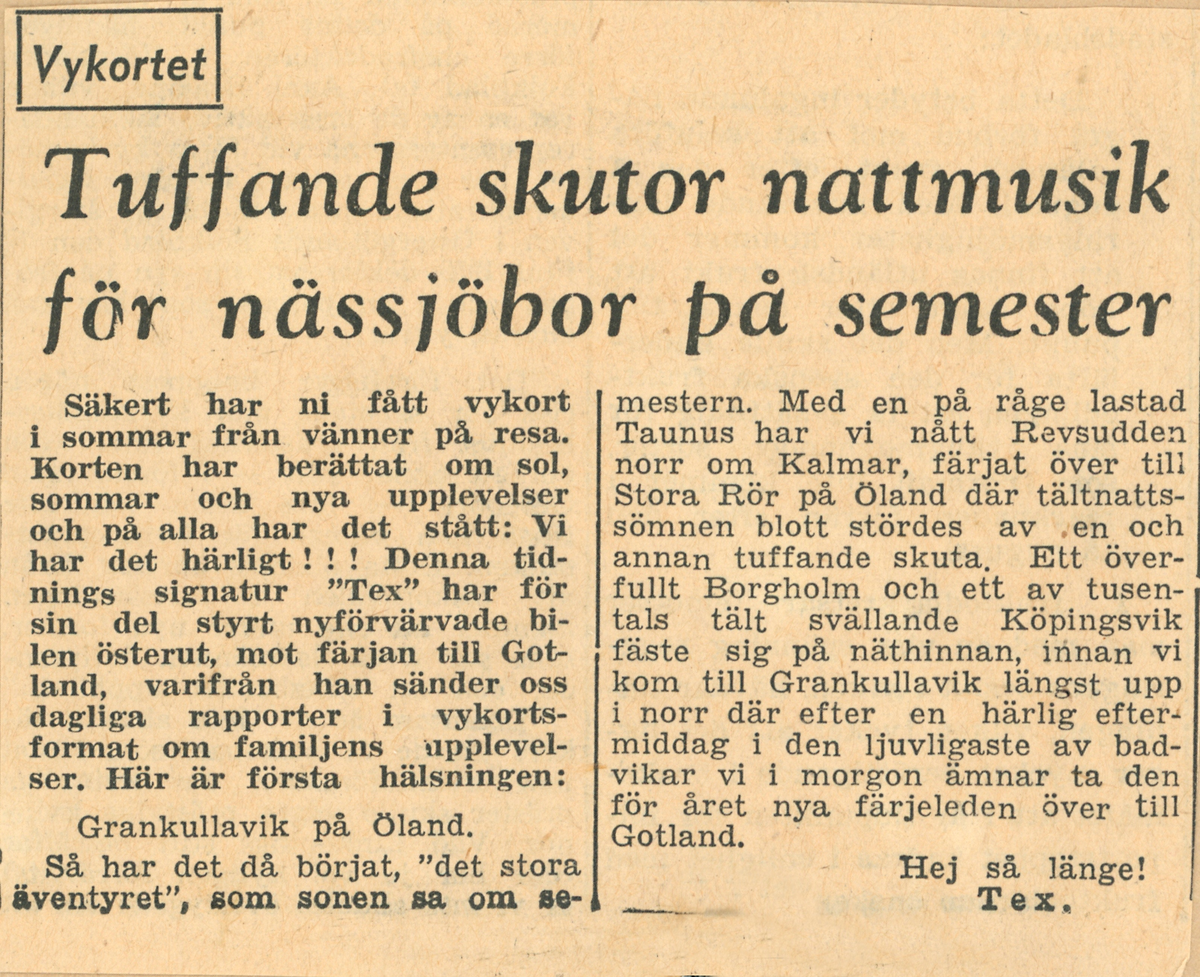 Vykortet
Tuffande skutor nattmusik
för nässjöbor på semester
Säkert har ni fått vykort
i sommar från vänner på resa.
Korten har berättat om sol,
sommar och nya upplevelser
och på alla har det stått: Vi
har det härligt ! ! ! Denna tid-
nings signatur "Tex" har för
sin del styrt nyförvärvade bi-
len österut, mot färjan till Got-
land, varifrån han sänder oss
dagliga rapporter i vykorts-
format om familjens upplevel-
ser. Här är första hälsningen:
Grankullavik på Öland.
Så har det då börjat, "det stora
äventyret", som sonen sa om se-
mestern. Med en på råge lastad
Taunus har vi nått Revsudden
norr om Kalmar, färjat över till
Stora Rör på Öland där tältnatts-
sömnen blott stördes av en och
annan tuffande skuta. Ett över-
fullt Borgholm och ett av tusen-
tals tält svällande Köpingsvik
fäste sig på näthinnan, innan vi
kom till Grankullavik längst upp
i norr där efter en härlig efter-
middag i den ljuvligaste av bad-
vikar vi i morgon ämnar ta den
för året nya färjeleden över till
Gotland.
Hej så länge!
Tex.